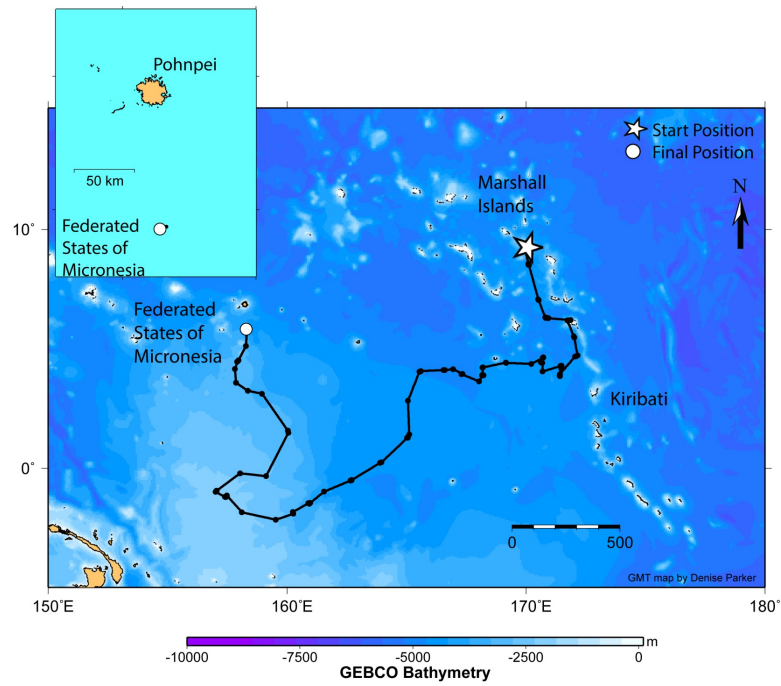 Pohnpei
50 km
Federated
States of
Micronesia
Start Position
Final Position
Marshall
Islands
N
10°
Federated
States of
Micronesia
Kiribati
0°
0 500
GMT map by Denise Parker
150°E 160°E 170°E 180°
m
-10000 -7500 -5000 -2500 0
GEBCO Bathymetry